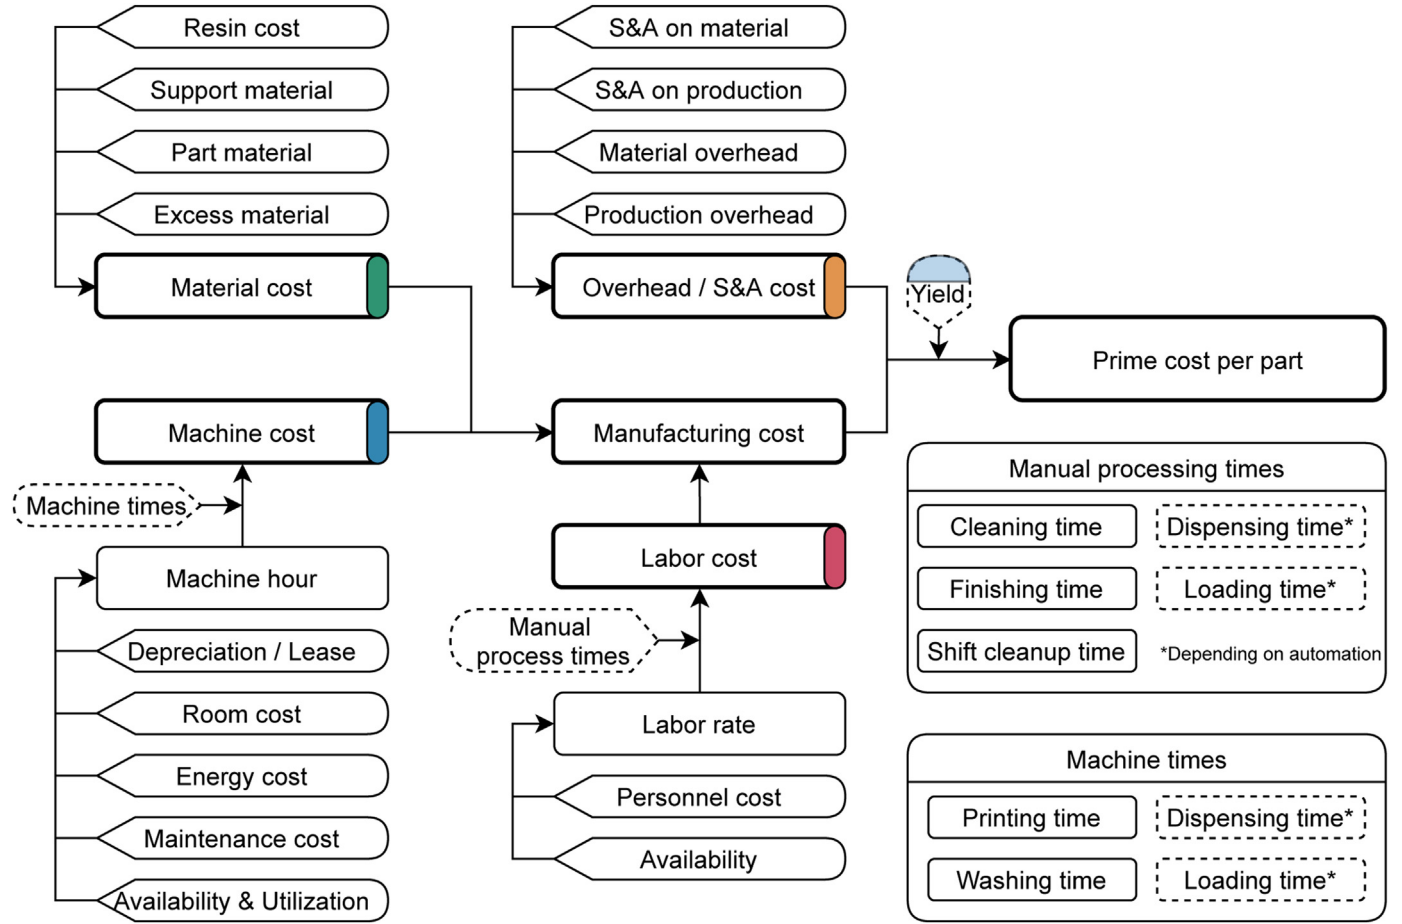 Resin cost
Support material
Part material
Excess material
Material cost
S&A on material
S&A on production
Material overhead
Production overhead
Overhead / S&A cost
Yield
Prime cost per part
Machine cost
Manufacturing cost
Machine times
Machine hour
Depreciation / Lease
Room cost
Energy cost
Maintenance cost
Availability & Utilization
Labor cost
Manual
process times
Labor rate
Personnel cost
Availability
Manual processing times
Cleaning time
Dispensing time*
Finishing time
Loading time*
Shift cleanup time
*Depending on automation
Machine times
Printing time
Dispensing time*
Washing time
Loading time*